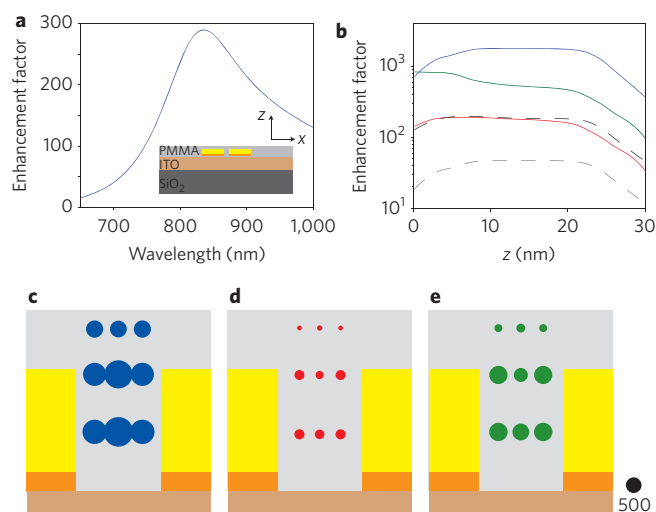 a
Enhancement factor
300
200
100
0
700
800
900
1,000
Wavelength (nm)
z
x
PMMA
ITO
SiO2
b
Enhancement factor
10^3
10^2
10^1
0
10
20
30
z (nm)
c
d
e
500